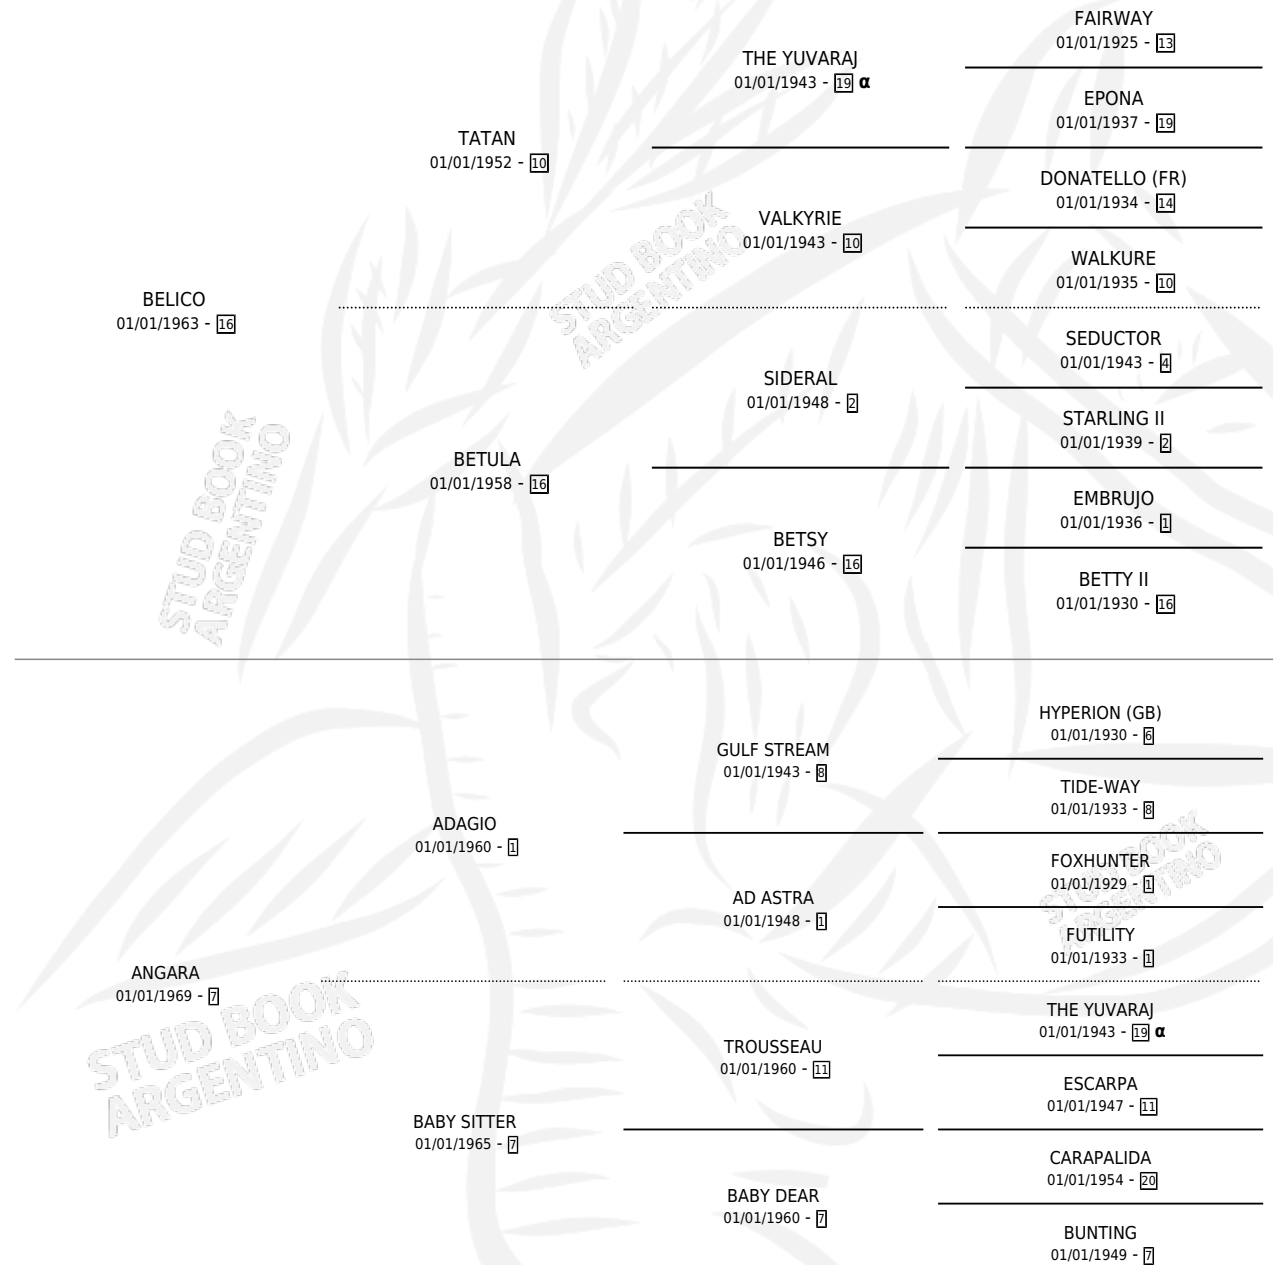 FAIRWAY
01/01/1925 - 13
THE YUVARAJ
01/01/1943 - 19 α
EPONA
01/01/1937 - 19
TATAN
01/01/1952 - 10
DONATELLO (FR)
01/01/1934 - 14
VALKYRIE
01/01/1943 - 10
WALKURE
01/01/1935 - 10
BELICO
01/01/1963 - 16
SEDUCTOR
01/01/1943 - 4
SIDERAL
01/01/1948 - 2
STARLING II
01/01/1939 - 2
BETULA
01/01/1958 - 16
EMBRUJO
01/01/1936 - 1
BETSY
01/01/1946 - 16
BETTY II
01/01/1930 - 16
HYPERION (GB)
01/01/1930 - 6
GULF STREAM
01/01/1943 - 8
TIDE-WAY
01/01/1933 - 8
ADAGIO
01/01/1960 - 1
FOXHUNTER
01/01/1929 - 1
AD ASTRA
01/01/1948 - 1
FUTILITY
01/01/1933 - 1
ANGARA
01/01/1969 - 7
THE YUVARAJ
01/01/1943 - 19 α
TROUSSEAU
01/01/1960 - 11
ESCARPA
01/01/1947 - 11
BABY SITTER
01/01/1965 - 7
CARAPALIDA
01/01/1954 - 20
BABY DEAR
01/01/1960 - 7
BUNTING
01/01/1949 - 7
STUD BOOK
ARGENTINO
STUD BOOK
ARGENTINO
STUD BOOK
ARGENTINO
STUD BOOK
ARGENTINO